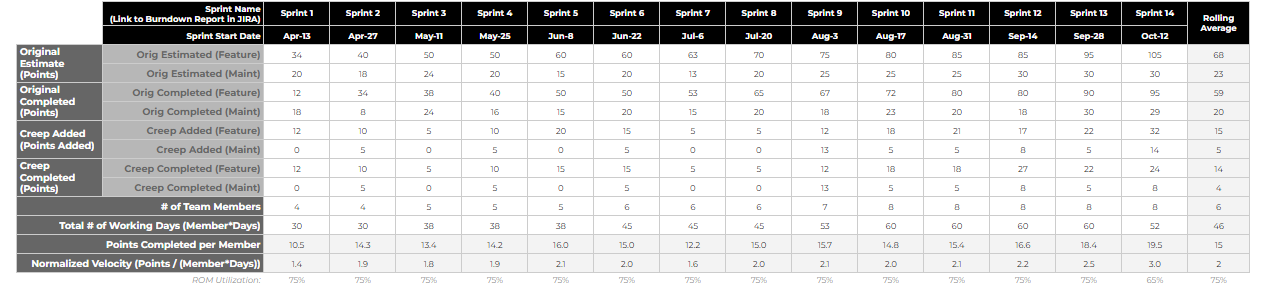 Sprint Name (Link to Burndown Report in JIRA) Sprint 1 Sprint 2 Sprint 3 Sprint 4 Sprint 5 Sprint 6 Sprint 7 Sprint 8 Sprint 9 Sprint 10 Sprint 11 Sprint 12 Sprint 13 Sprint 14 Rolling Average
Sprint Start Date Apr-13 Apr-27 May-11 May-25 Jun-8 Jun-22 Jul-6 Jul-20 Aug-3 Aug-17 Aug-31 Sep-14 Sep-28 Oct-12
Original Estimate (Points) Orig Estimated (Feature) 34 40 50 50 60 60 63 70 75 80 85 85 95 105 68
Orig Estimated (Maint) 20 18 24 20 15 20 13 20 25 25 25 30 30 30 23
Original Completed (Points) Orig Completed (Feature) 12 34 38 40 50 50 53 65 67 72 80 80 90 95 59
Orig Completed (Maint) 18 8 24 16 15 20 15 20 18 23 20 18 30 29 20
Creep Added (Points Added) Creep Added (Feature) 12 10 5 10 20 15 5 5 12 18 21 17 22 32 15
Creep Added (Maint) 0 5 0 5 5 5 0 0 13 5 5 8 5 14 5
Creep Completed (Points) Creep Completed (Feature) 12 10 5 10 15 15 5 5 12 18 18 27 22 24 14
Creep Completed (Maint) 0 5 0 5 0 5 0 0 13 5 5 8 5 8 4
# of Team Members 4 4 5 5 5 6 6 6 7 8 8 8 8 8 6
Total # of Working Days (Member*Days) 30 30 38 38 38 45 45 45 53 60 60 60 60 52 46
Points Completed per Member 10.5 14.3 13.4 14.2 16.0 15.0 12.2 15.0 15.7 14.8 15.4 16.6 18.4 19.5 15
Normalized Velocity (Points / (Member*Days)) 1.4 1.9 1.8 1.9 2.1 2.0 1.6 2.0 2.1 2.0 2.1 2.2 2.5 3.0 2
ROM Utilization: 75% 75% 75% 75% 75% 75% 75% 75% 75% 75% 75% 75% 75% 65% 75%